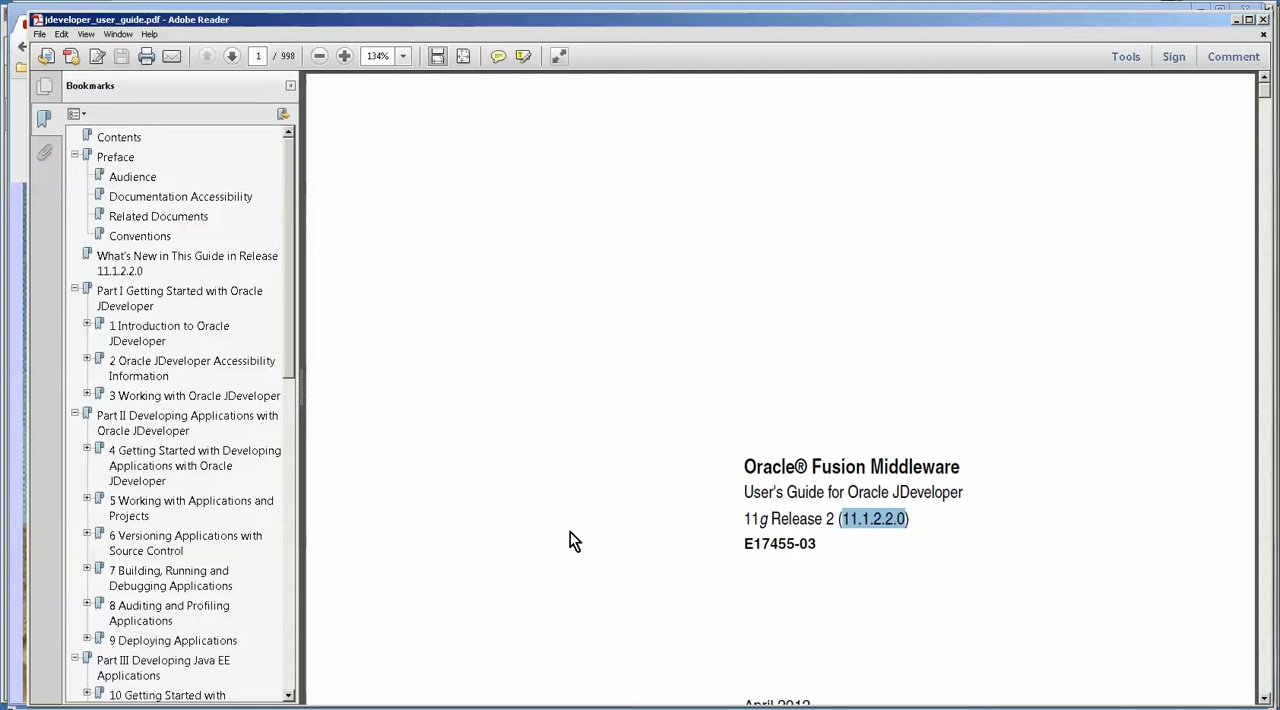 jdeveloper_user_guide.pdf - Adobe Reader
File Edit View Window Help
1 / 998 134% Tools Sign Comment
Bookmarks
Contents
Preface
Audience
Documentation Accessibility
Related Documents
Conventions
What's New in This Guide in Release
11.1.2.2.0
Part I Getting Started with Oracle
JDeveloper
1 Introduction to Oracle
JDeveloper
2 Oracle JDeveloper Accessibility
Information
3 Working with Oracle JDeveloper
Part II Developing Applications with
Oracle JDeveloper
4 Getting Started with Developing
Applications with Oracle
JDeveloper
5 Working with Applications and
Projects
6 Versioning Applications with
Source Control
7 Building, Running and
Debugging Applications
8 Auditing and Profiling
Applications
9 Deploying Applications
Part III Developing Java EE
Applications
10 Getting Started with
Oracle® Fusion Middleware
User's Guide for Oracle JDeveloper
11g Release 2 (11.1.2.2.0)
E17455-03
April 2012